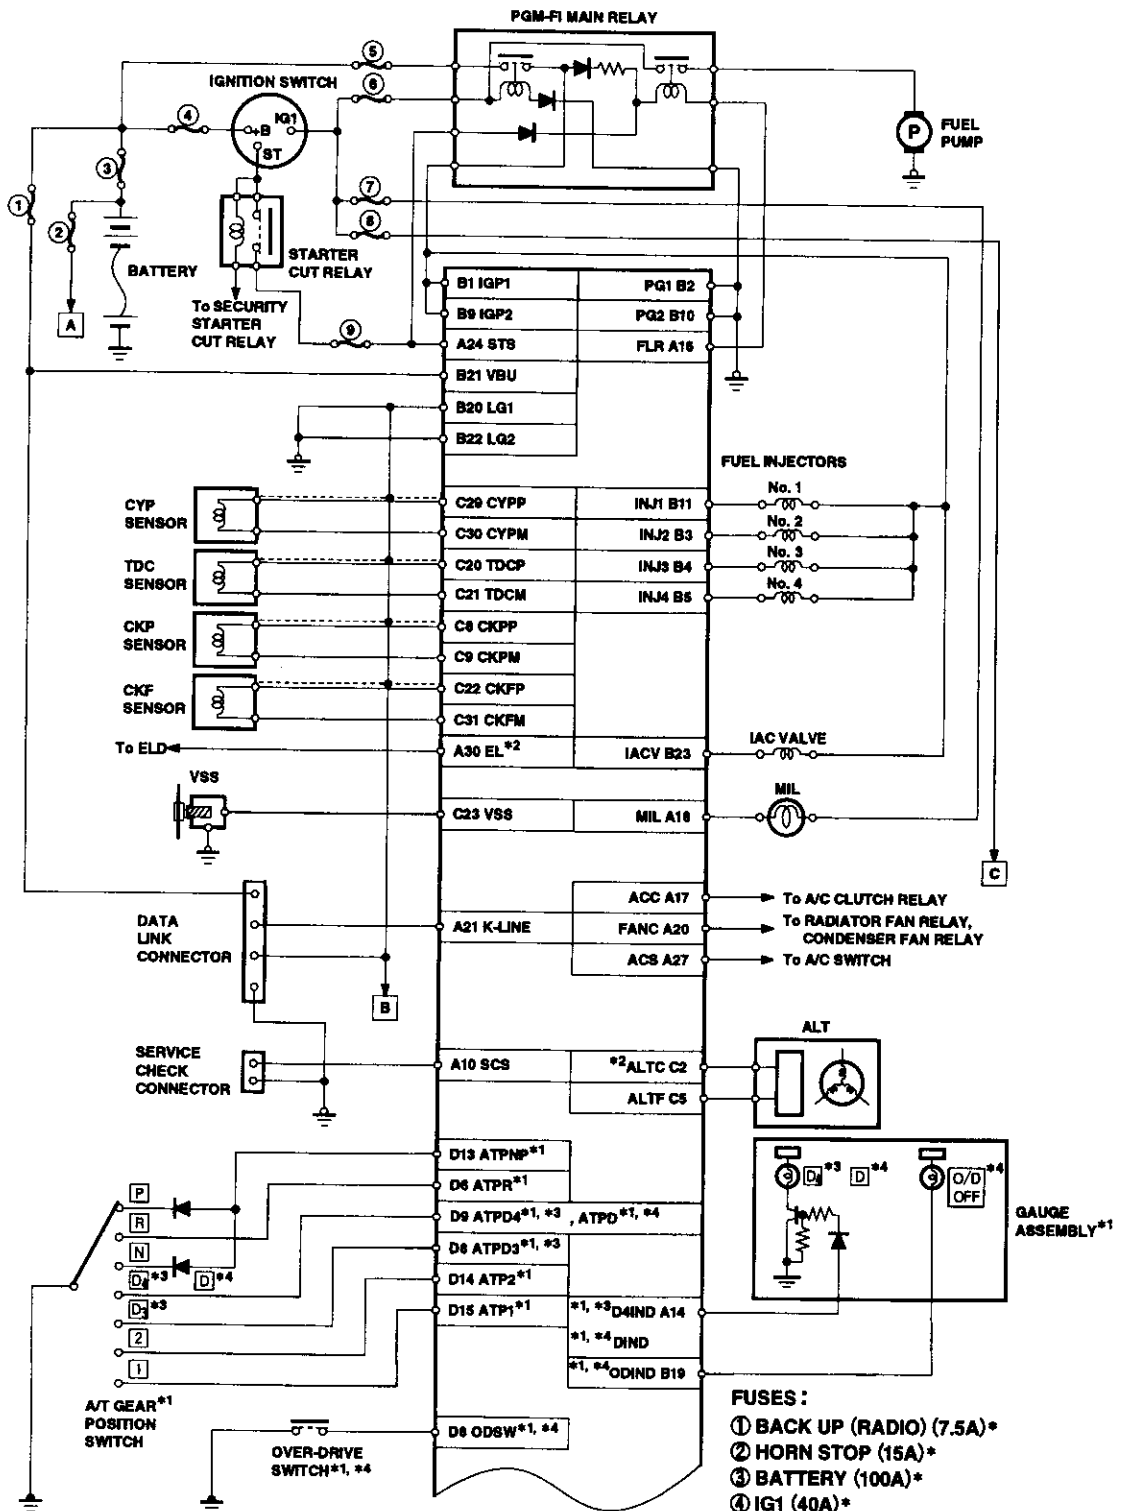 PGM-FI MAIN RELAY
IGNITION SWITCH
+B
IG1
ST
①
②
③
④
⑤
⑥
⑦
⑧
⑨
P
FUEL
PUMP
BATTERY
STARTER
CUT RELAY
To SECURITY
STARTER
CUT RELAY
A
B1 IGP1
B9 IGP2
A24 STS
B21 VBU
B20 LG1
B22 LG2
PG1 B2
PG2 B10
FLR A16
FUEL INJECTORS
No. 1
No. 2
No. 3
No. 4
CYP
SENSOR
TDC
SENSOR
CKP
SENSOR
CKF
SENSOR
C29 CYPP
C30 CYPM
C20 TDCP
C21 TDCM
C8 CKPP
C9 CKPM
C22 CKFP
C31 CKFM
INJ1 B11
INJ2 B3
INJ3 B4
INJ4 B5
To ELD
A30 EL*2
IACV B23
IAC VALVE
VSS
C23 VSS
MIL A18
MIL
C
DATA
LINK
CONNECTOR
A21 K-LINE
B
ACC A17
FANC A20
ACS A27
To A/C CLUTCH RELAY
To RADIATOR FAN RELAY,
CONDENSER FAN RELAY
To A/C SWITCH
SERVICE
CHECK
CONNECTOR
A10 SCS
*2ALTC C2
ALTF C5
ALT
D13 ATPNP*1
D6 ATPR*1
D9 ATPD4*1, *3 , ATPD*1, *4
D8 ATPD3*1, *3
D14 ATP2*1
D15 ATP1*1
*1, *3D4IND A14
*1, *4DIND
*1, *4ODIND B19
P
R
N
D4*3 D*4
D3*3
2
1
A/T GEAR*1
POSITION
SWITCH
D4*3 D*4
O/D
OFF*4
GAUGE
ASSEMBLY*1
OVER-DRIVE
SWITCH*1, *4
D8 ODSW*1, *4
FUSES :
① BACK UP (RADIO) (7.5A)*
② HORN STOP (15A)*
③ BATTERY (100A)*
④ IG1 (40A)*